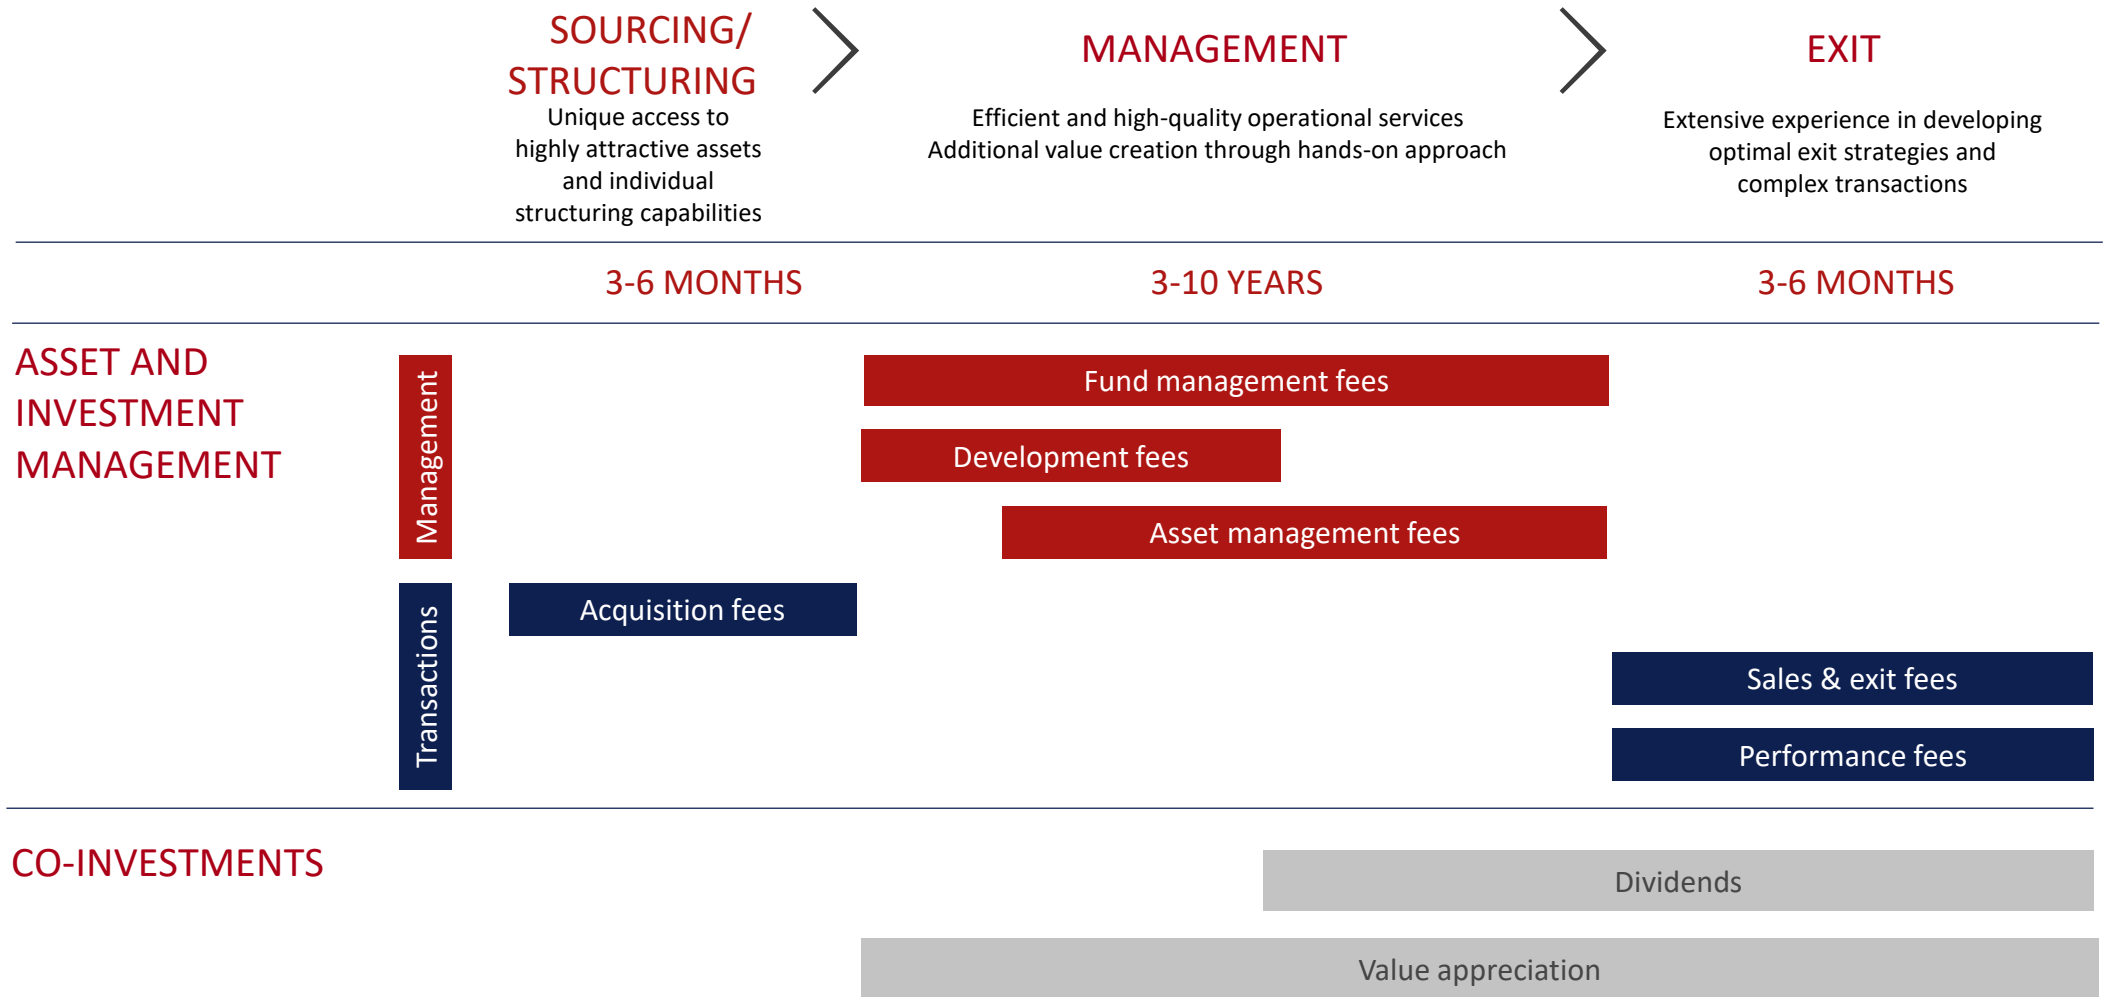 SOURCING/
STRUCTURING
Unique access to
highly attractive assets
and individual
structuring capabilities
MANAGEMENT
Efficient and high-quality operational services
Additional value creation through hands-on approach
EXIT
Extensive experience in developing
optimal exit strategies and
complex transactions
3-6 MONTHS
3-10 YEARS
3-6 MONTHS
ASSET AND
INVESTMENT
MANAGEMENT
Management
Fund management fees
Development fees
Asset management fees
Transactions
Acquisition fees
Sales & exit fees
Performance fees
CO-INVESTMENTS
Dividends
Value appreciation